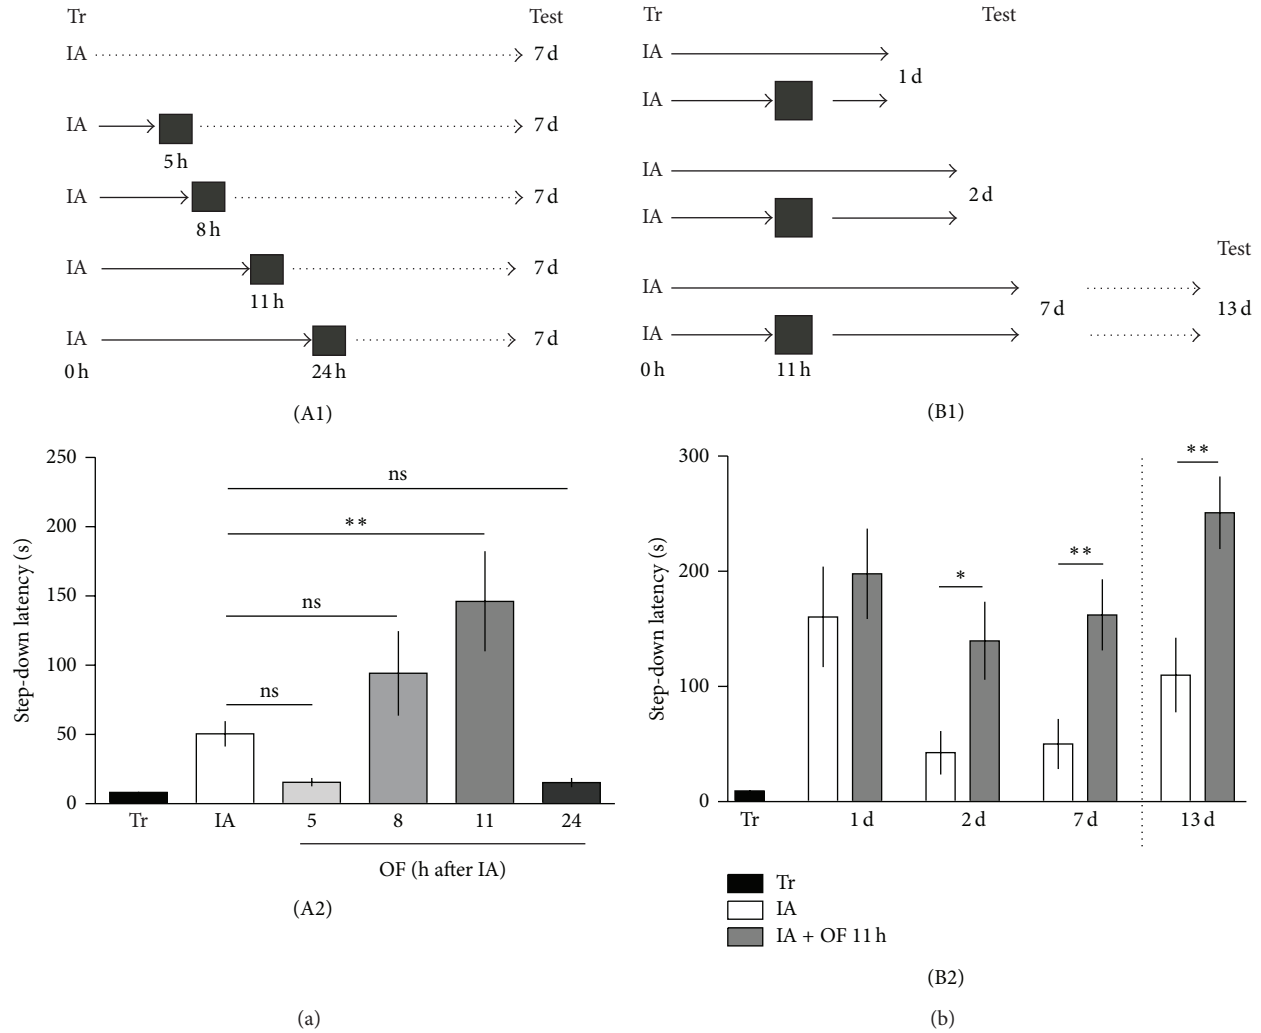 Tr Test
IA 7 d
IA 7 d
5 h
IA 7 d
8 h
IA 7 d
11 h
IA 7 d
0 h 24 h
(A1)
Tr Test
IA
1 d
IA
IA
2 d
IA
Test
IA
7 d 13 d
IA
0 h 11 h
(B1)
250
200
150
100
50
0
Step-down latency (s)
ns
**
ns
ns
Tr IA 5 8 11 24
OF (h after IA)
(A2)
300
200
100
0
Step-down latency (s)
*
**
**
Tr 1 d 2 d 7 d 13 d
Tr
IA
IA + OF 11 h
(B2)
(a) (b)